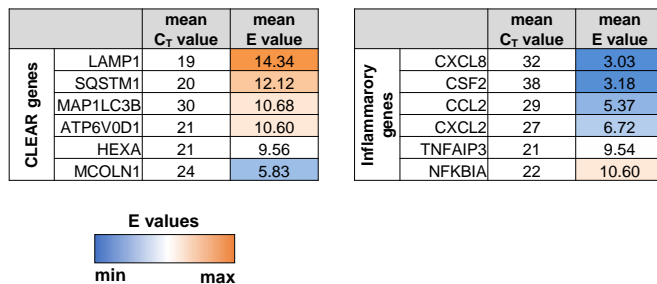 mean C_T value mean E value
CLEAR genes
LAMP1 19 14.34
SQSTM1 20 12.12
MAP1LC3B 30 10.68
ATP6V0D1 21 10.60
HEXA 21 9.56
MCOLN1 24 5.83
mean C_T value mean E value
Inflammarory genes
CXCL8 32 3.03
CSF2 38 3.18
CCL2 29 5.37
CXCL2 27 6.72
TNFAIP3 21 9.54
NFKBIA 22 10.60
E values
min max